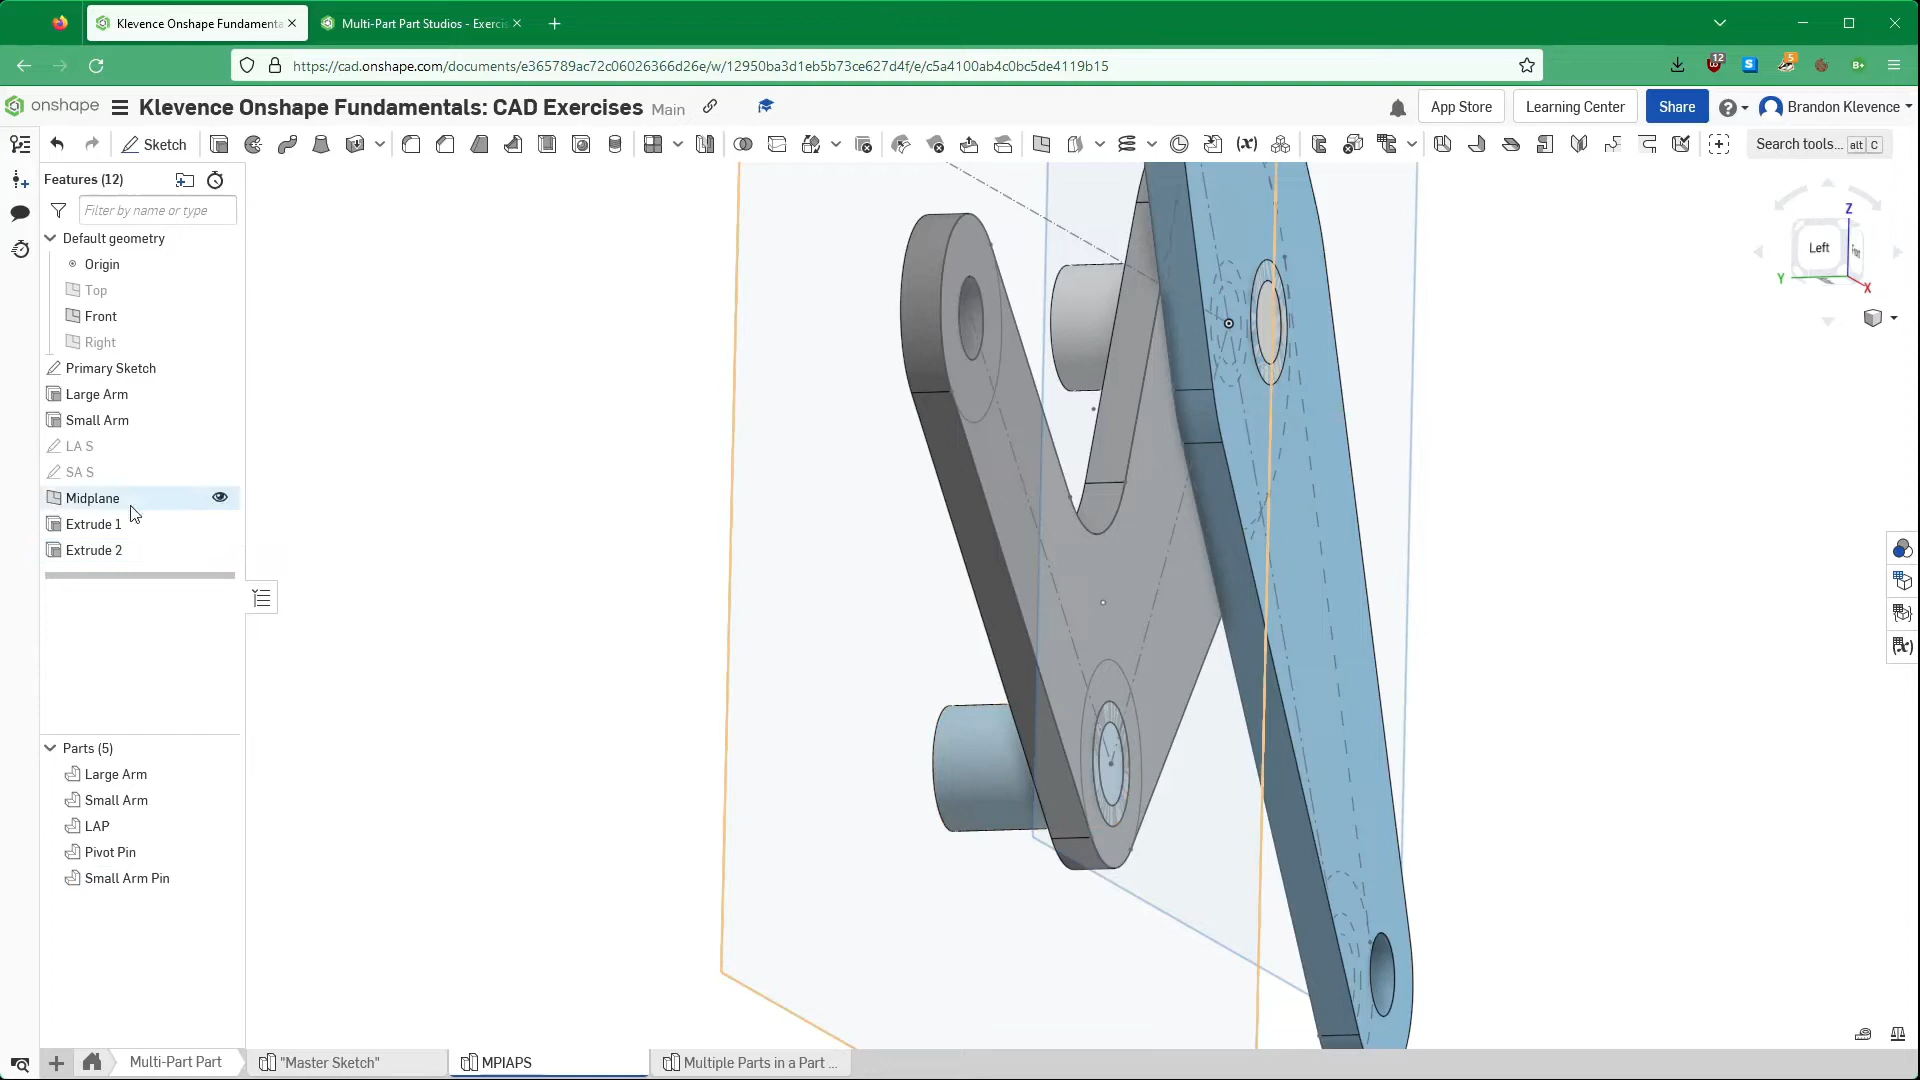 Klevence Onshape Fundamenta
Multi-Part Part Studios - Exerci
https://cad.onshape.com/documents/e365789ac72c06026366d26e/w/12950ba3d1eb5b73ce627d4f/e/c5a4100ab4c0bc5de4119b15
12
S
5
B+
onshape
Klevence Onshape Fundamentals: CAD Exercises Main
App Store
Learning Center
Share
Brandon Klevence
Sketch
Search tools... alt C
Features (12)
Filter by name or type
Default geometry
Origin
Top
Front
Right
Primary Sketch
Large Arm
Small Arm
LA S
SA S
Midplane
Extrude 1
Extrude 2
Parts (5)
Large Arm
Small Arm
LAP
Pivot Pin
Small Arm Pin
Z
Left
Front
Y
X
Multi-Part Part
"Master Sketch"
MPIAPS
Multiple Parts in a Part ...